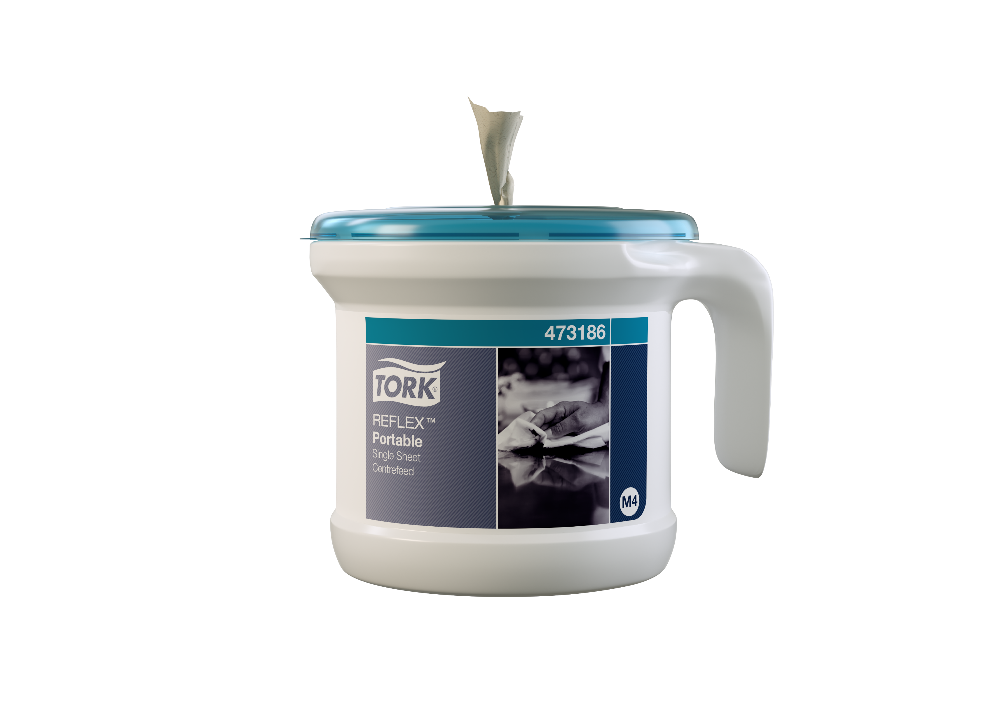 473186
TORK®
REFLEX™
Portable
Single Sheet
Centrefeed
M4